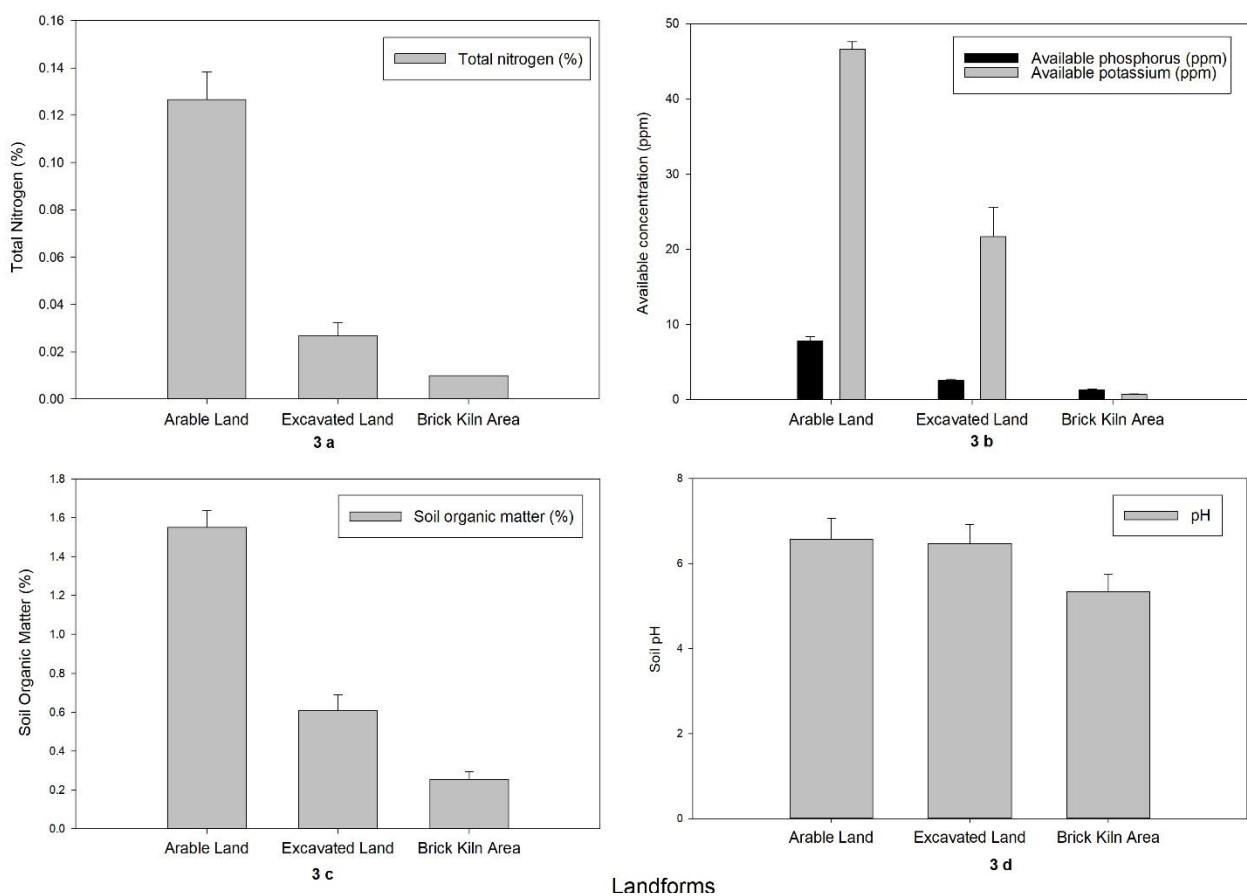 Total Nitrogen (%)
0.16
0.14
0.12
0.10
0.08
0.06
0.04
0.02
0.00
Total nitrogen (%)
Arable Land Excavated Land Brick Kiln Area
3 a
Available concentration (ppm)
50
40
30
20
10
0
Available phosphorus (ppm)
Available potassium (ppm)
Arable Land Excavated Land Brick Kiln Area
3 b
Soil Organic Matter (%)
1.8
1.6
1.4
1.2
1.0
0.8
0.6
0.4
0.2
0.0
Soil organic matter (%)
Arable Land Excavated Land Brick Kiln Area
3 c
Soil pH
8
6
4
2
0
pH
Arable Land Excavated Land Brick Kiln Area
3 d
Landforms